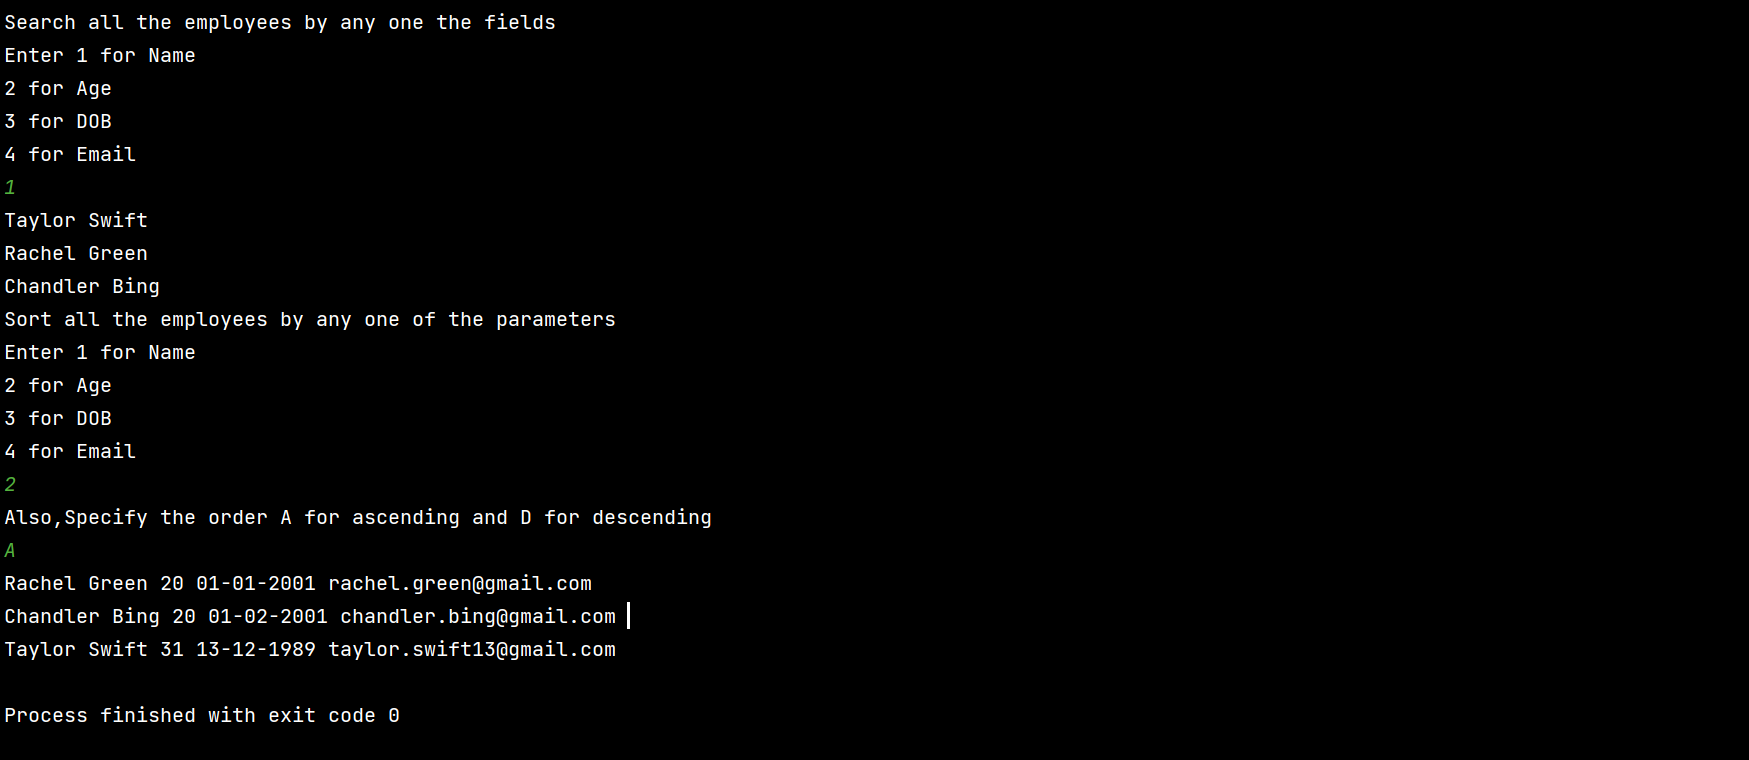 Search all the employees by any one the fields
Enter 1 for Name
2 for Age
3 for DOB
4 for Email
1
Taylor Swift
Rachel Green
Chandler Bing
Sort all the employees by any one of the parameters
Enter 1 for Name
2 for Age
3 for DOB
4 for Email
2
Also,Specify the order A for ascending and D for descending
A
Rachel Green 20 01-01-2001 rachel.green@gmail.com
Chandler Bing 20 01-02-2001 chandler.bing@gmail.com
Taylor Swift 31 13-12-1989 taylor.swift13@gmail.com
Process finished with exit code 0